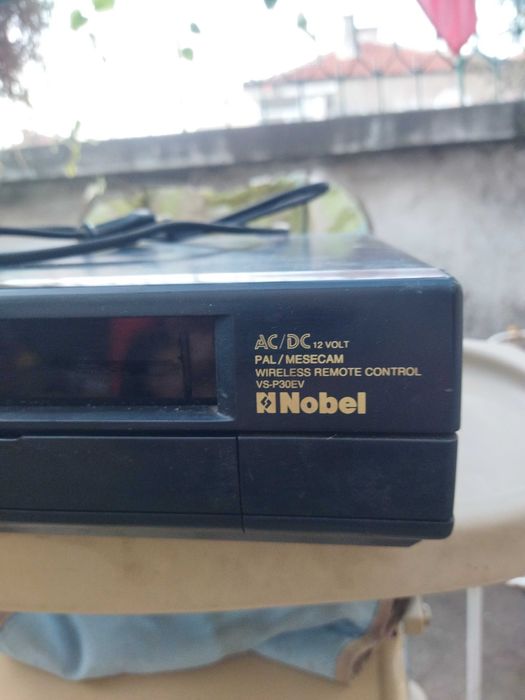 AC/DC 12 VOLT
PAL/MESECAM
WIRELESS REMOTE CONTROL
VS-P30EV
Nobel